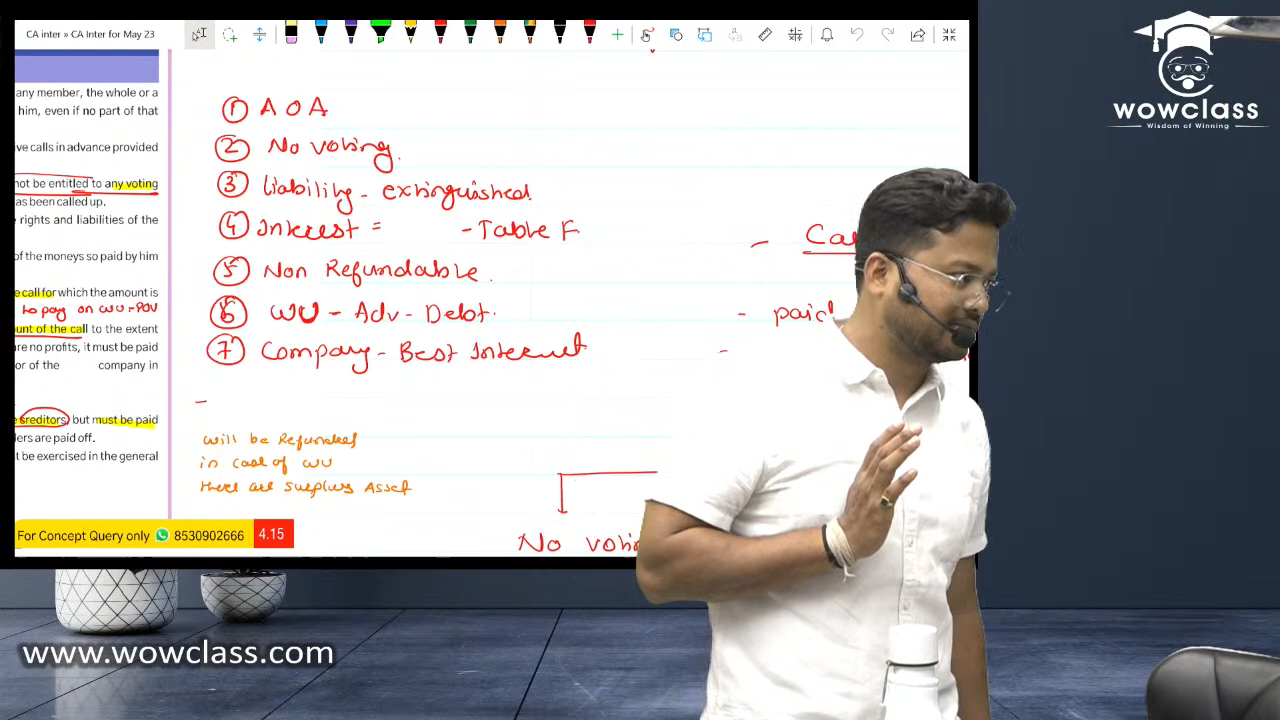 CA inter » CA Inter for May 23
any member, the whole or a
him, even if no part of that
ve calls in advance provided
not be entitled to any voting
as been called up.
rights and liabilities of the
of the moneys so paid by him
e call for which the amount is
to pay on WU - POV
unt of the call to the extent
are no profits, it must be paid
or of the company in
creditors, but must be paid
lers are paid off.
t be exercised in the general
For Concept Query only 8530902666 4.15
① AOA
② No voting.
③ Liability - extinguished
④ Interest = - Table F
⑤ Non Refundable.
⑥ WU - Adv - Debt.
⑦ Company - Best Interest
will be Refunded
in case of WU
there are surplus Asset
- Ca
- paid
-
No voti
wowclass
Wisdom of Winning
www.wowclass.com